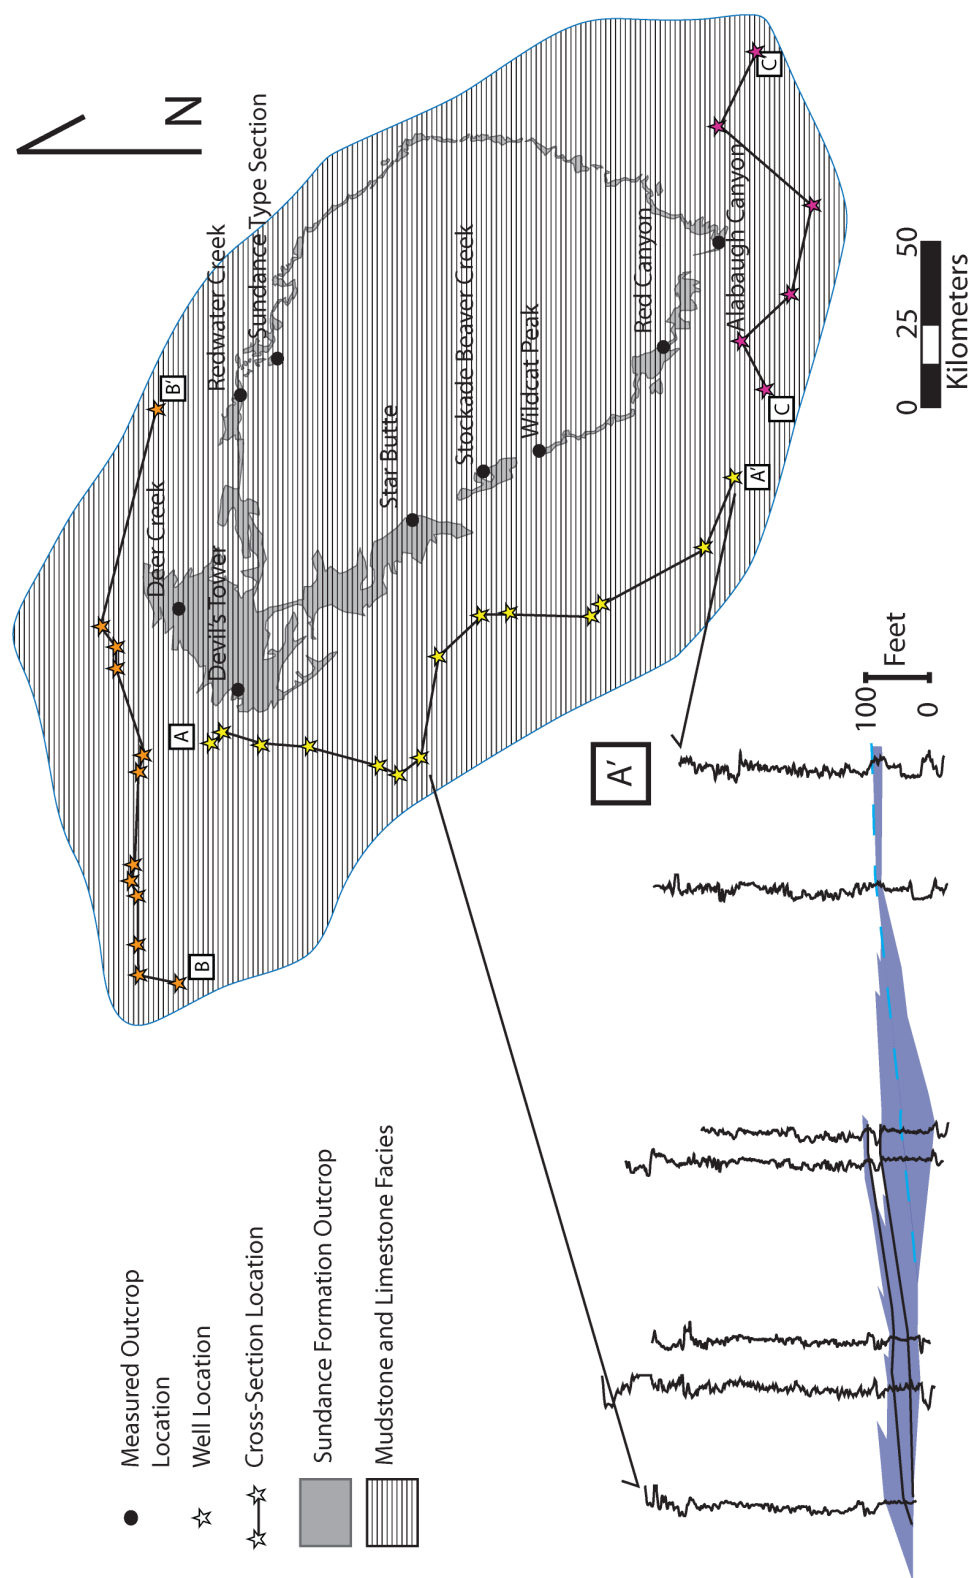 N
Redwater Creek
Sundance Type Section
Deer Creek
Devil's Tower
Star Butte
Stockade Beaver Creek
Wildcat Peak
Red Canyon
Alabaugh Canyon
A
A'
B
B'
C
C'
0 25 50
Kilometers
Measured Outcrop
Location
Well Location
Cross-Section Location
Sundance Formation Outcrop
Mudstone and Limestone Facies
A'
100
0
Feet